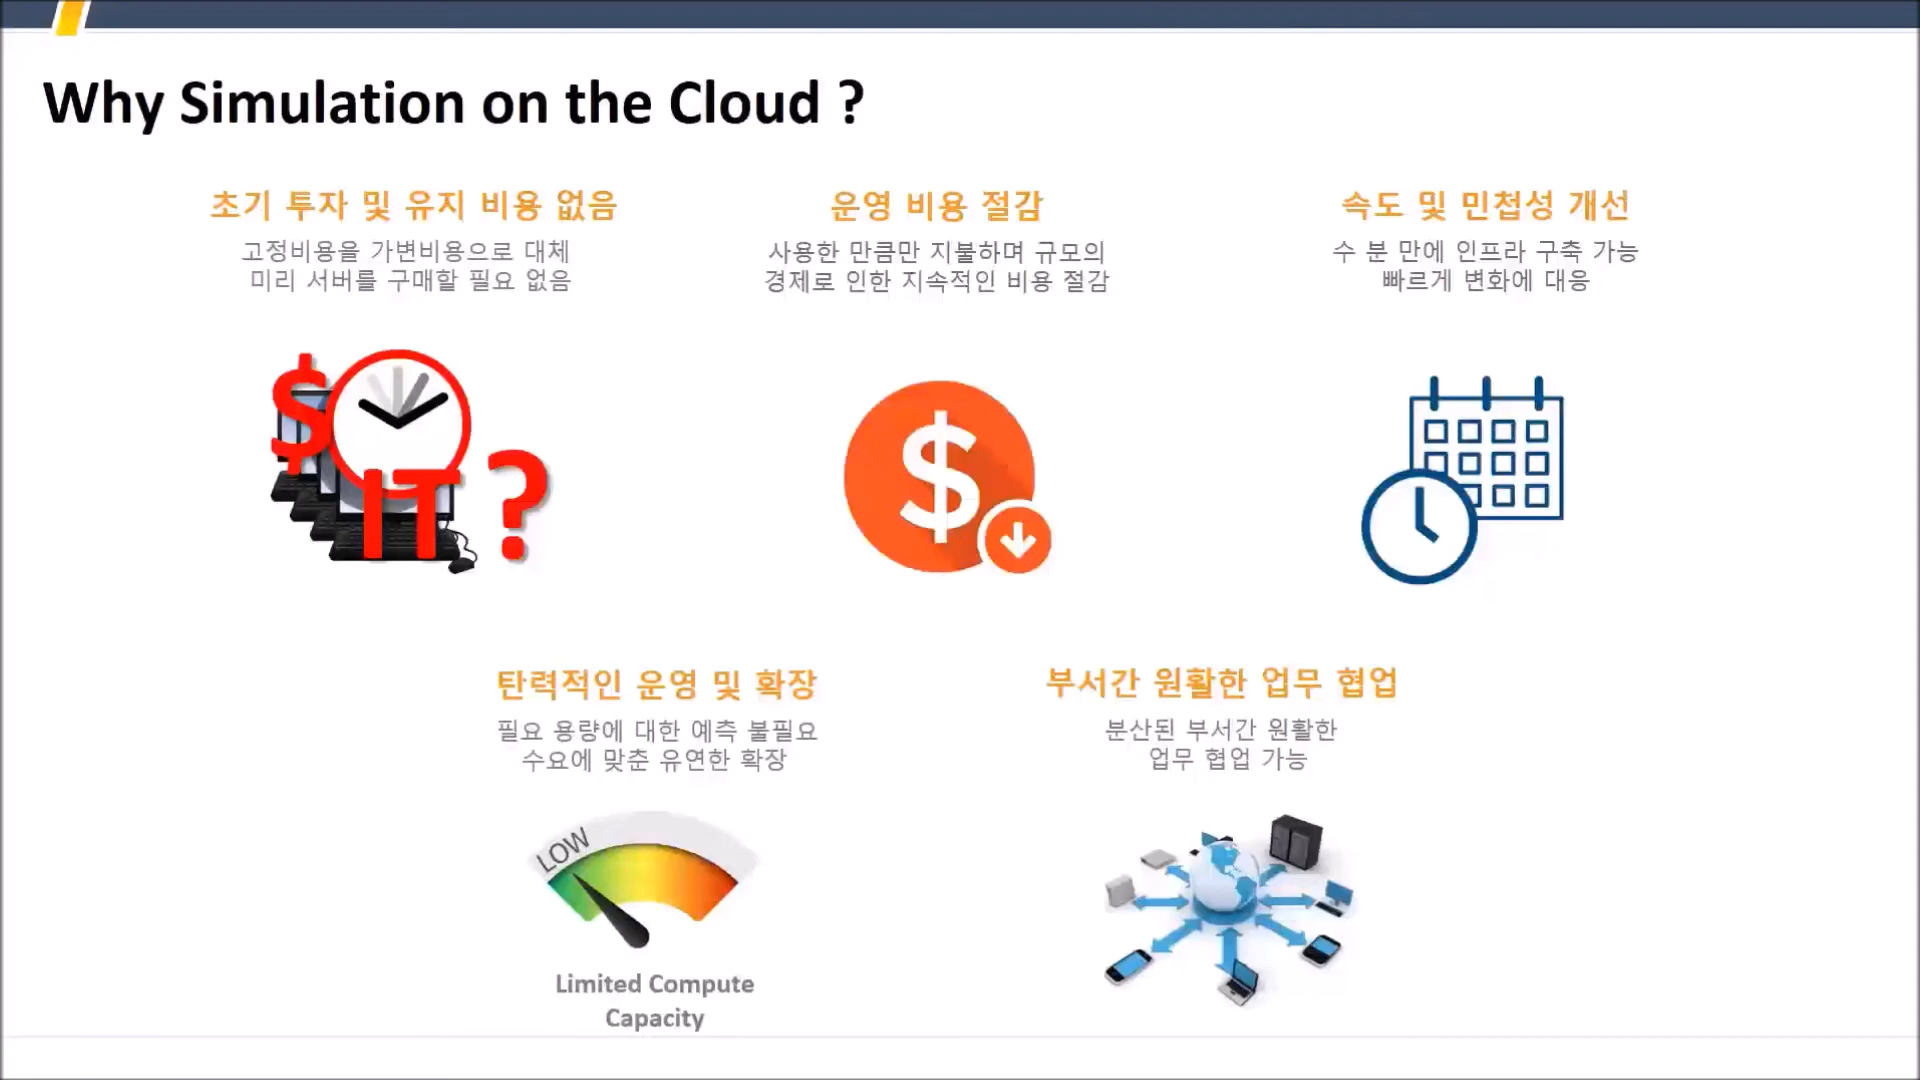 Why Simulation on the Cloud ?
초기 투자 및 유지 비용 없음
고정비용을 가변비용으로 대체
미리 서버를 구매할 필요 없음
운영 비용 절감
사용한 만큼만 지불하며 규모의
경제로 인한 지속적인 비용 절감
속도 및 민첩성 개선
수 분 만에 인프라 구축 가능
빠르게 변화에 대응
$
IT ?
$
탄력적인 운영 및 확장
필요 용량에 대한 예측 불필요
수요에 맞춘 유연한 확장
LOW
Limited Compute
Capacity
부서간 원활한 업무 협업
분산된 부서간 원활한
업무 협업 가능